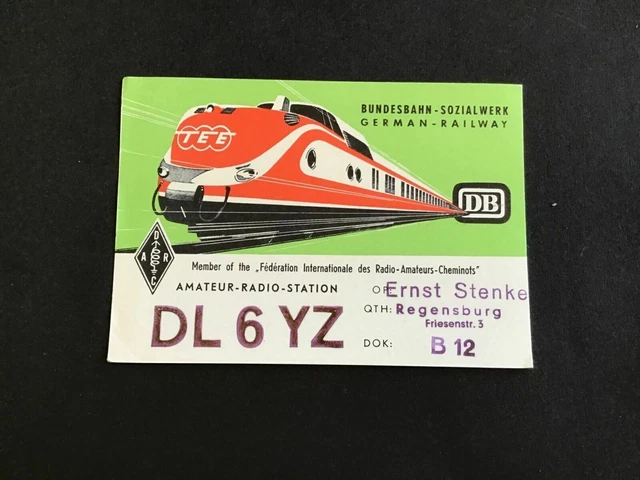 BUNDESBAHN-SOZIALWERK
GERMAN-RAILWAY
TEE
DB
D
A R
C
Member of the „Fédération Internationale des Radio-Amateurs-Cheminots"
AMATEUR-RADIO-STATION
OP: Ernst Stenke
DL 6 YZ
QTH: Regensburg
Friesenstr. 3
DOK: B 12